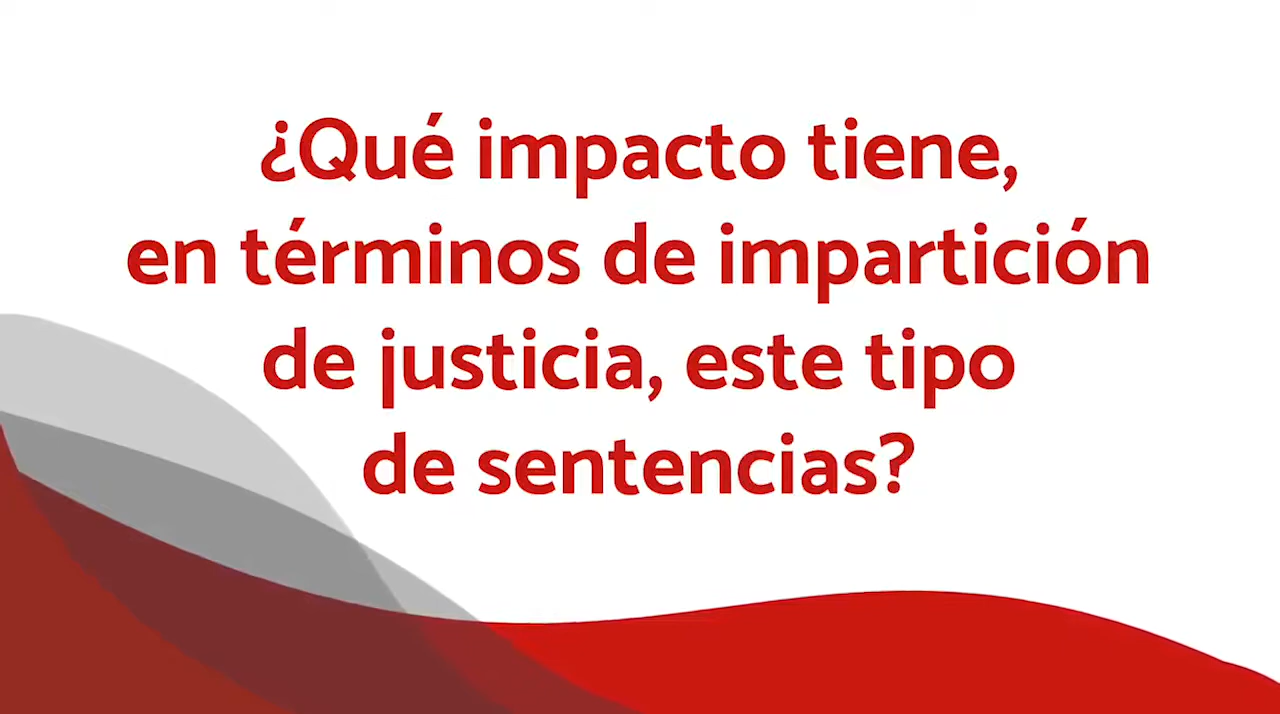 ¿Qué impacto tiene,
en términos de impartición
de justicia, este tipo
de sentencias?